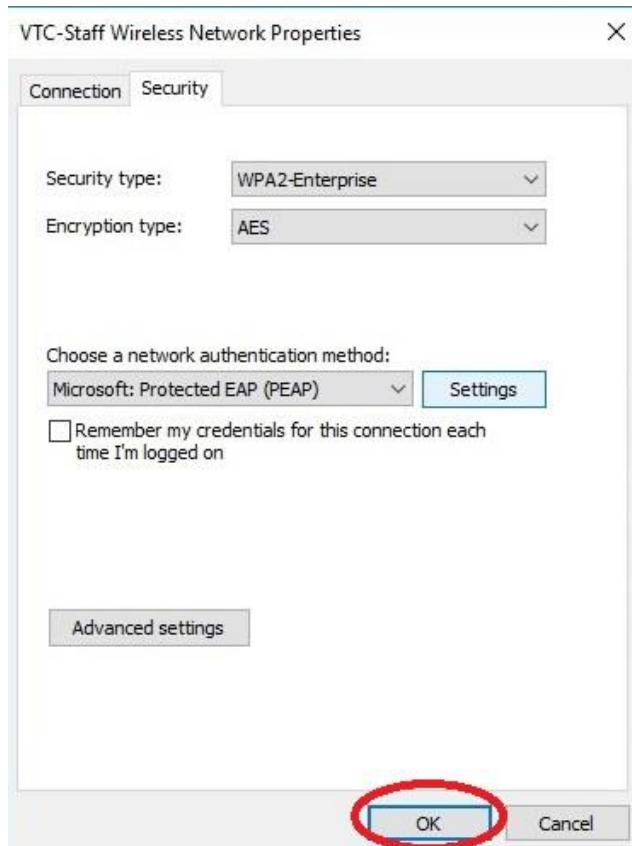 VTC-Staff Wireless Network Properties
Connection Security
Security type: WPA2-Enterprise
Encryption type: AES
Choose a network authentication method:
Microsoft: Protected EAP (PEAP) Settings
Remember my credentials for this connection each
time I'm logged on
Advanced settings
OK Cancel